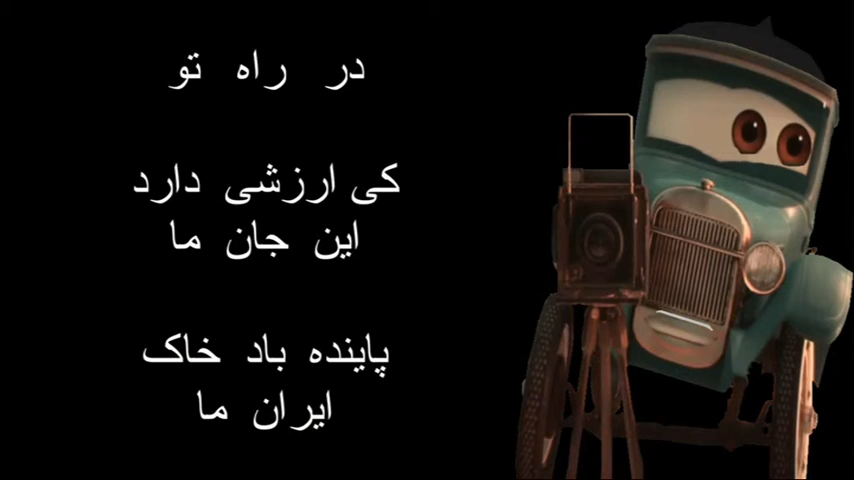 در راه تو
کی ارزشی دارد
این جان ما
پاینده باد خاک
ایران ما